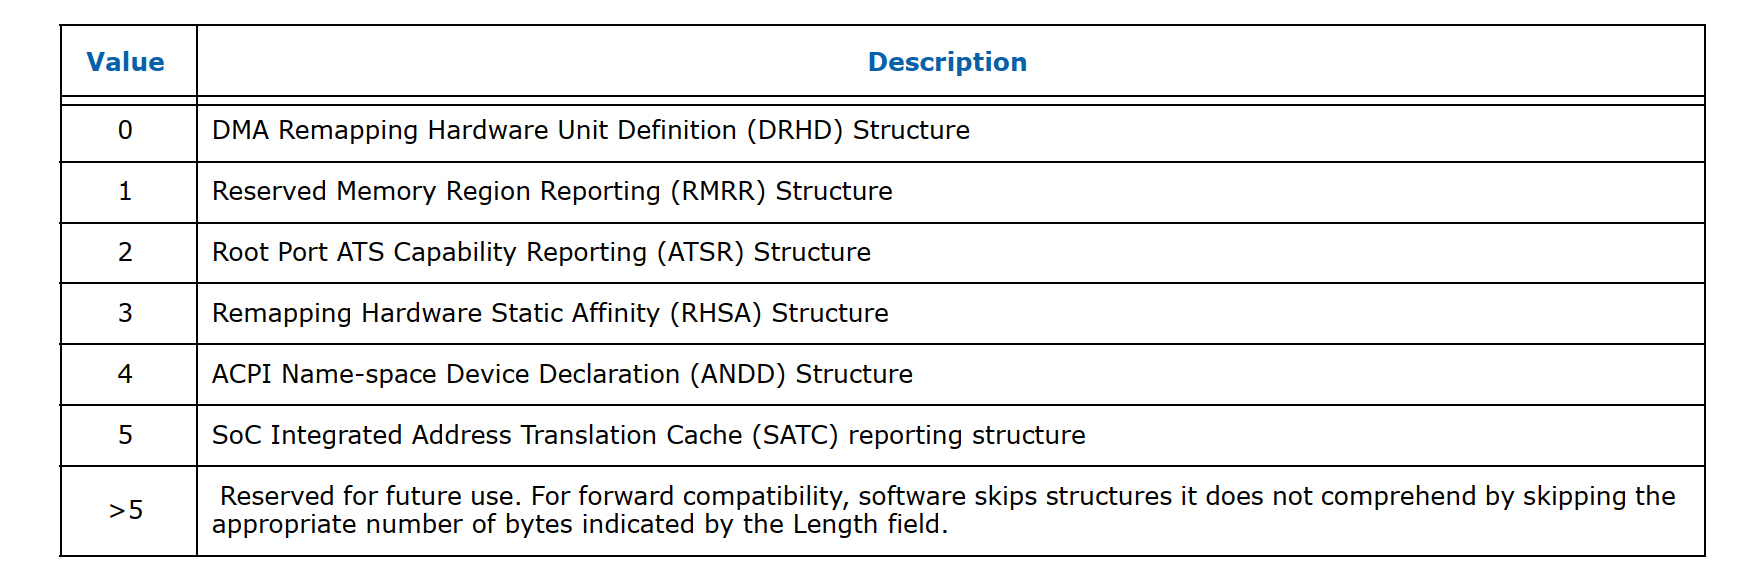 Value Description
0 DMA Remapping Hardware Unit Definition (DRHD) Structure
1 Reserved Memory Region Reporting (RMRR) Structure
2 Root Port ATS Capability Reporting (ATSR) Structure
3 Remapping Hardware Static Affinity (RHSA) Structure
4 ACPI Name-space Device Declaration (ANDD) Structure
5 SoC Integrated Address Translation Cache (SATC) reporting structure
>5 Reserved for future use. For forward compatibility, software skips structures it does not comprehend by skipping the
appropriate number of bytes indicated by the Length field.